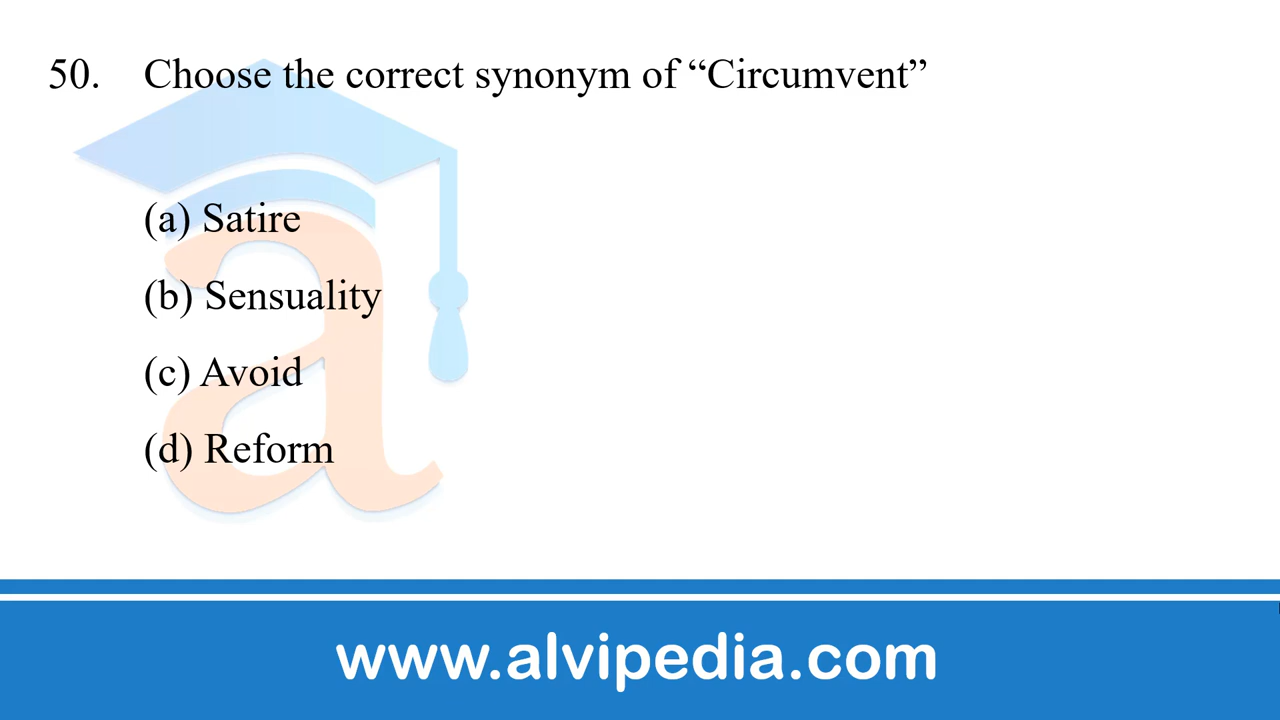 50. Choose the correct synonym of “Circumvent”
(a) Satire
(b) Sensuality
(c) Avoid
(d) Reform
www.alvipedia.com